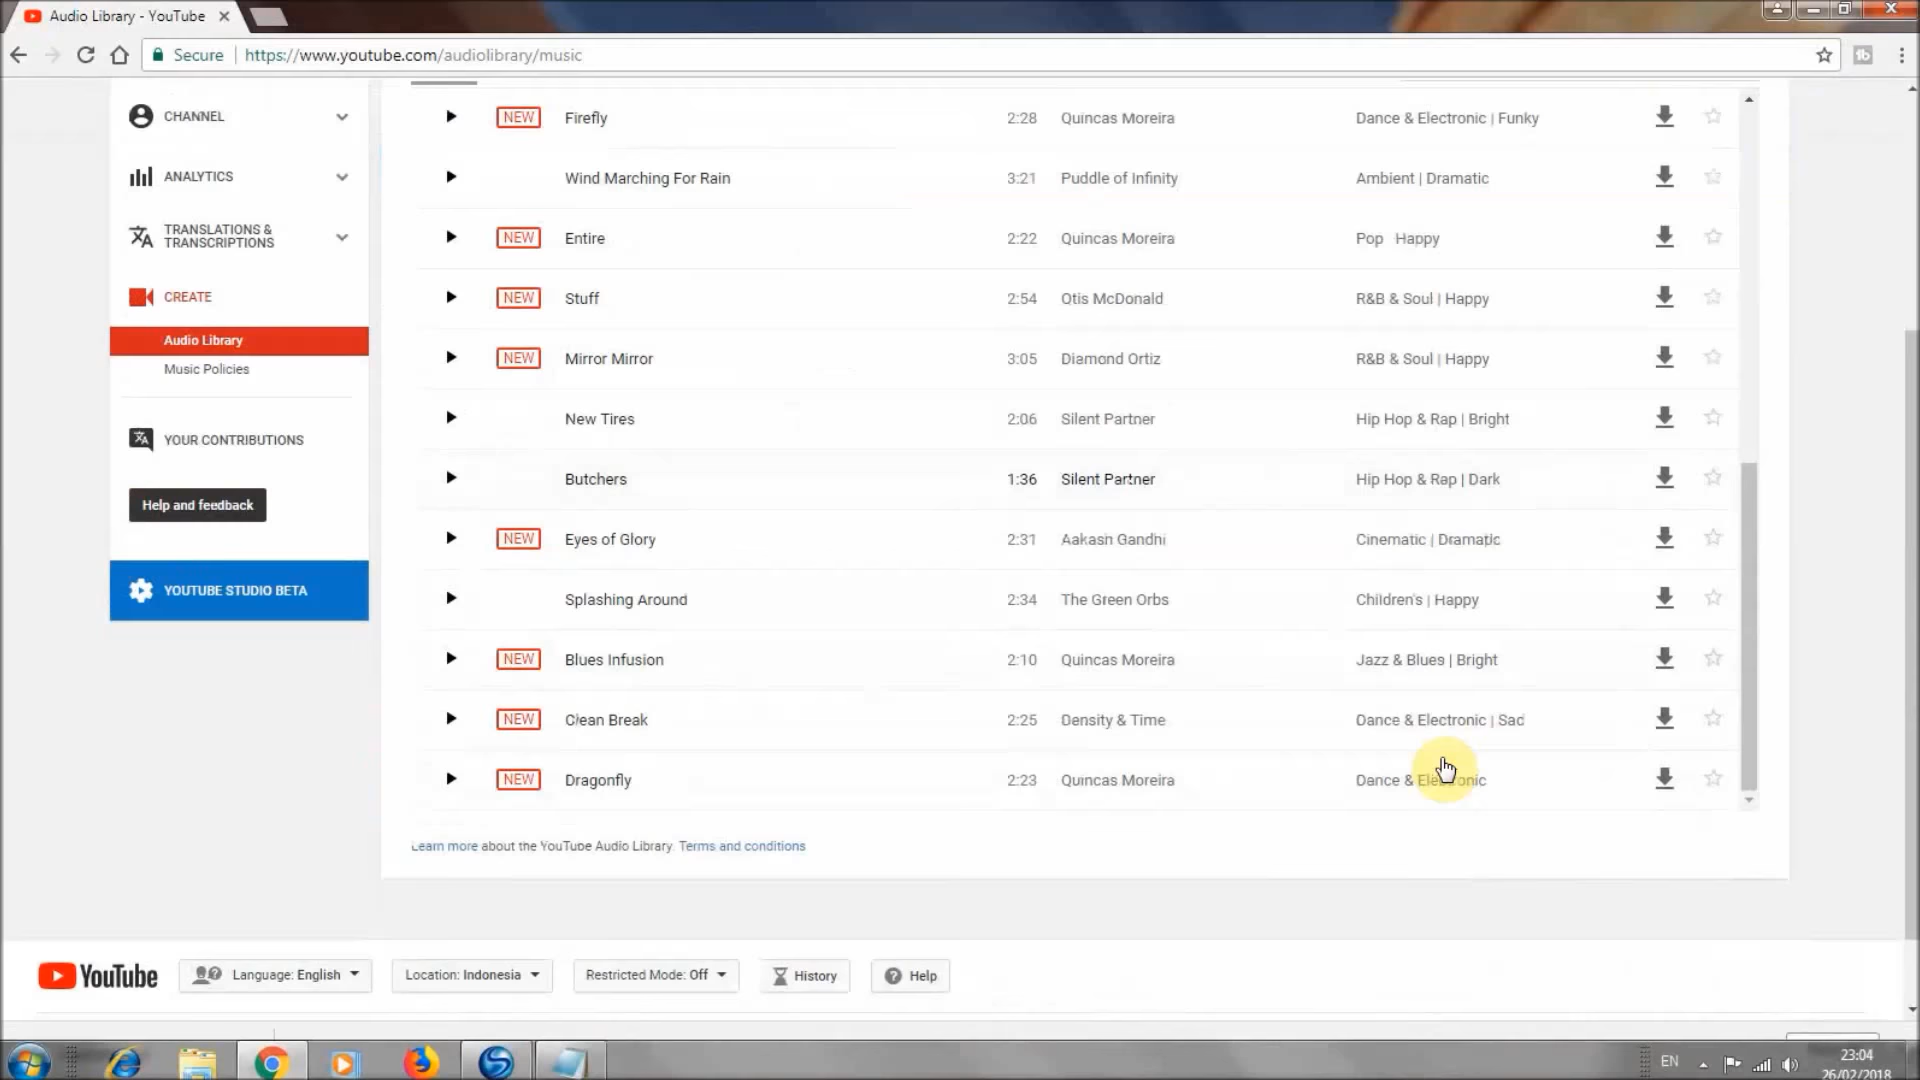 Audio Library - YouTube
Secure https://www.youtube.com/audiolibrary/music
CHANNEL
ANALYTICS
TRANSLATIONS &
TRANSCRIPTIONS
CREATE
Audio Library
Music Policies
YOUR CONTRIBUTIONS
Help and feedback
YOUTUBE STUDIO BETA
NEW Firefly 2:28 Quincas Moreira Dance & Electronic | Funky
Wind Marching For Rain 3:21 Puddle of Infinity Ambient | Dramatic
NEW Entire 2:22 Quincas Moreira Pop Happy
NEW Stuff 2:54 Otis McDonald R&B & Soul | Happy
NEW Mirror Mirror 3:05 Diamond Ortiz R&B & Soul | Happy
New Tires 2:06 Silent Partner Hip Hop & Rap | Bright
Butchers 1:36 Silent Partner Hip Hop & Rap | Dark
NEW Eyes of Glory 2:31 Aakash Gandhi Cinematic | Dramatic
Splashing Around 2:34 The Green Orbs Children's | Happy
NEW Blues Infusion 2:10 Quincas Moreira Jazz & Blues | Bright
NEW Clean Break 2:25 Density & Time Dance & Electronic | Sad
NEW Dragonfly 2:23 Quincas Moreira Dance & Electronic
Learn more about the YouTube Audio Library. Terms and conditions
YouTube Language: English Location: Indonesia Restricted Mode: Off History Help
EN 23:04
26/02/2018